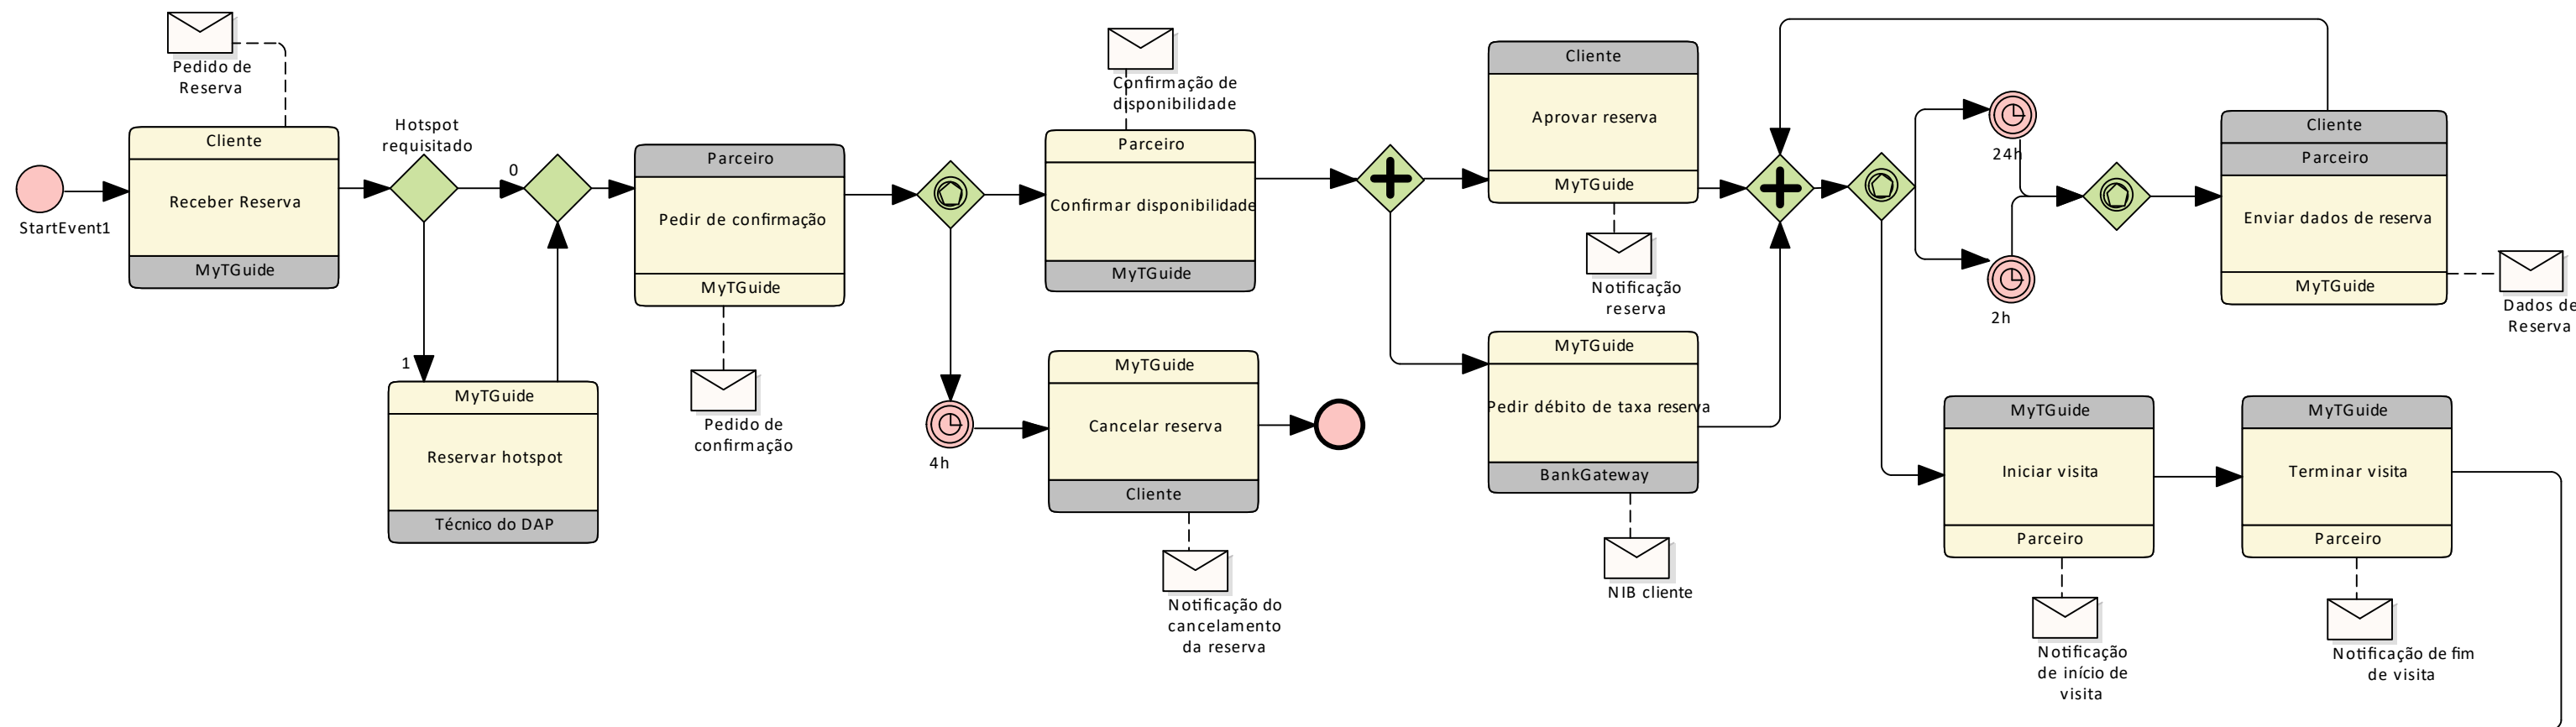 Pedido de
Reserva
StartEvent1
Cliente
Receber Reserva
MyTGuide
Hotspot
requisitado
0
1
MyTGuide
Reservar hotspot
Técnico do DAP
Parceiro
Pedir de confirmação
MyTGuide
Pedido de
confirmação
4h
Confirmação de
disponibilidade
Parceiro
Confirmar disponibilidade
MyTGuide
MyTGuide
Cancelar reserva
Cliente
Notificação do
cancelamento
da reserva
Cliente
Aprovar reserva
MyTGuide
Notificação
reserva
MyTGuide
Pedir débito de taxa reserva
BankGateway
NIB cliente
24h
2h
Cliente
Parceiro
Enviar dados de reserva
MyTGuide
Dados de
Reserva
MyTGuide
Iniciar visita
Parceiro
Notificação
de início de
visita
MyTGuide
Terminar visita
Parceiro
Notificação de fim
de visita